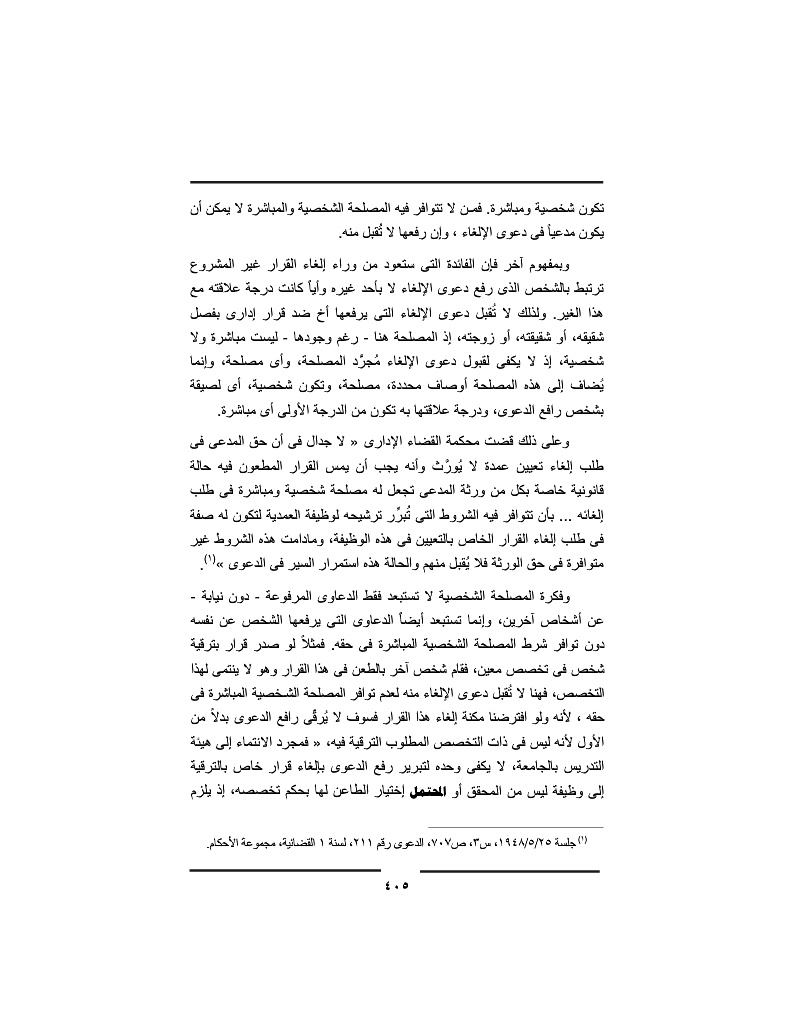 تكون شخصية ومباشرة. فمـن لا تتوافر فيه المصلحة الشخصية والمباشرة لا يمكن أن
يكون مدعياً فى دعوى الإلغاء ، وإن رفعها لا تُقبل منه.
وبمفهوم آخر فإن الفائدة التى ستعود من وراء إلغاء القرار غير المشروع
ترتبط بالشخص الذى رفع دعوى الإلغاء لا بأحد غيره وأياً كانت درجة علاقته مع
هذا الغير. ولذلك لا تُقبل دعوى الإلغاء التى يرفعها أخ ضد قرار إدارى بفصل
شقيقه، أو شقيقته، أو زوجته، إذ المصلحة هنا - رغم وجودها - ليست مباشرة ولا
شخصية، إذ لا يكفى لقبول دعوى الإلغاء مُجرَّد المصلحة، وأى مصلحة، وإنما
يُضاف إلى هذه المصلحة أوصاف محددة، مصلحة، وتكون شخصية، أى لصيقة
بشخص رافع الدعوى، ودرجة علاقتها به تكون من الدرجة الأولى أى مباشرة.
وعلى ذلك قضت محكمة القضاء الإدارى « لا جدال فى أن حق المدعى فى
طلب إلغاء تعيين عمدة لا يُورَّث وأنه يجب أن يمس القرار المطعون فيه حالة
قانونية خاصة بكل من ورثة المدعى تجعل له مصلحة شخصية ومباشرة فى طلب
إلغائه ... بأن تتوافر فيه الشروط التى تُبرِّر ترشيحه لوظيفة العمدية لتكون له صفة
فى طلب إلغاء القرار الخاص بالتعيين فى هذه الوظيفة، ومادامت هذه الشروط غير
متوافرة فى حق الورثة فلا يُقبل منهم والحالة هذه استمرار السير فى الدعوى »(١).
وفكرة المصلحة الشخصية لا تستبعد فقط الدعاوى المرفوعة - دون نيابة -
عن أشخاص آخرين، وإنما تستبعد أيضاً الدعاوى التى يرفعها الشخص عن نفسه
دون توافر شرط المصلحة الشخصية المباشرة فى حقه. فمثلاً لو صدر قرار بترقية
شخص فى تخصص معين، فقام شخص آخر بالطعن فى هذا القرار وهو لا ينتمى لهذا
التخصص، فهنا لا تُقبل دعوى الإلغاء منه لعدم توافر المصلحة الشخصية المباشرة فى
حقه ، لأنه ولو افترضنا مكنة إلغاء هذا القرار فسوف لا يُرقَّى رافع الدعوى بدلاً من
الأول لأنه ليس فى ذات التخصص المطلوب الترقية فيه، « فمجرد الانتماء إلى هيئة
التدريس بالجامعة، لا يكفى وحده لتبرير رفع الدعوى بإلغاء قرار خاص بالترقية
إلى وظيفة ليس من المحقق أو المحتمل إختيار الطاعن لها بحكم تخصصه، إذ يلزم
(١) جلسة ١٩٤٨/٥/٢٥، س٣، ص٧٠٧، الدعوى رقم ٢١١، لسنة ١ القضائية، مجموعة الأحكام.
٤٠٥